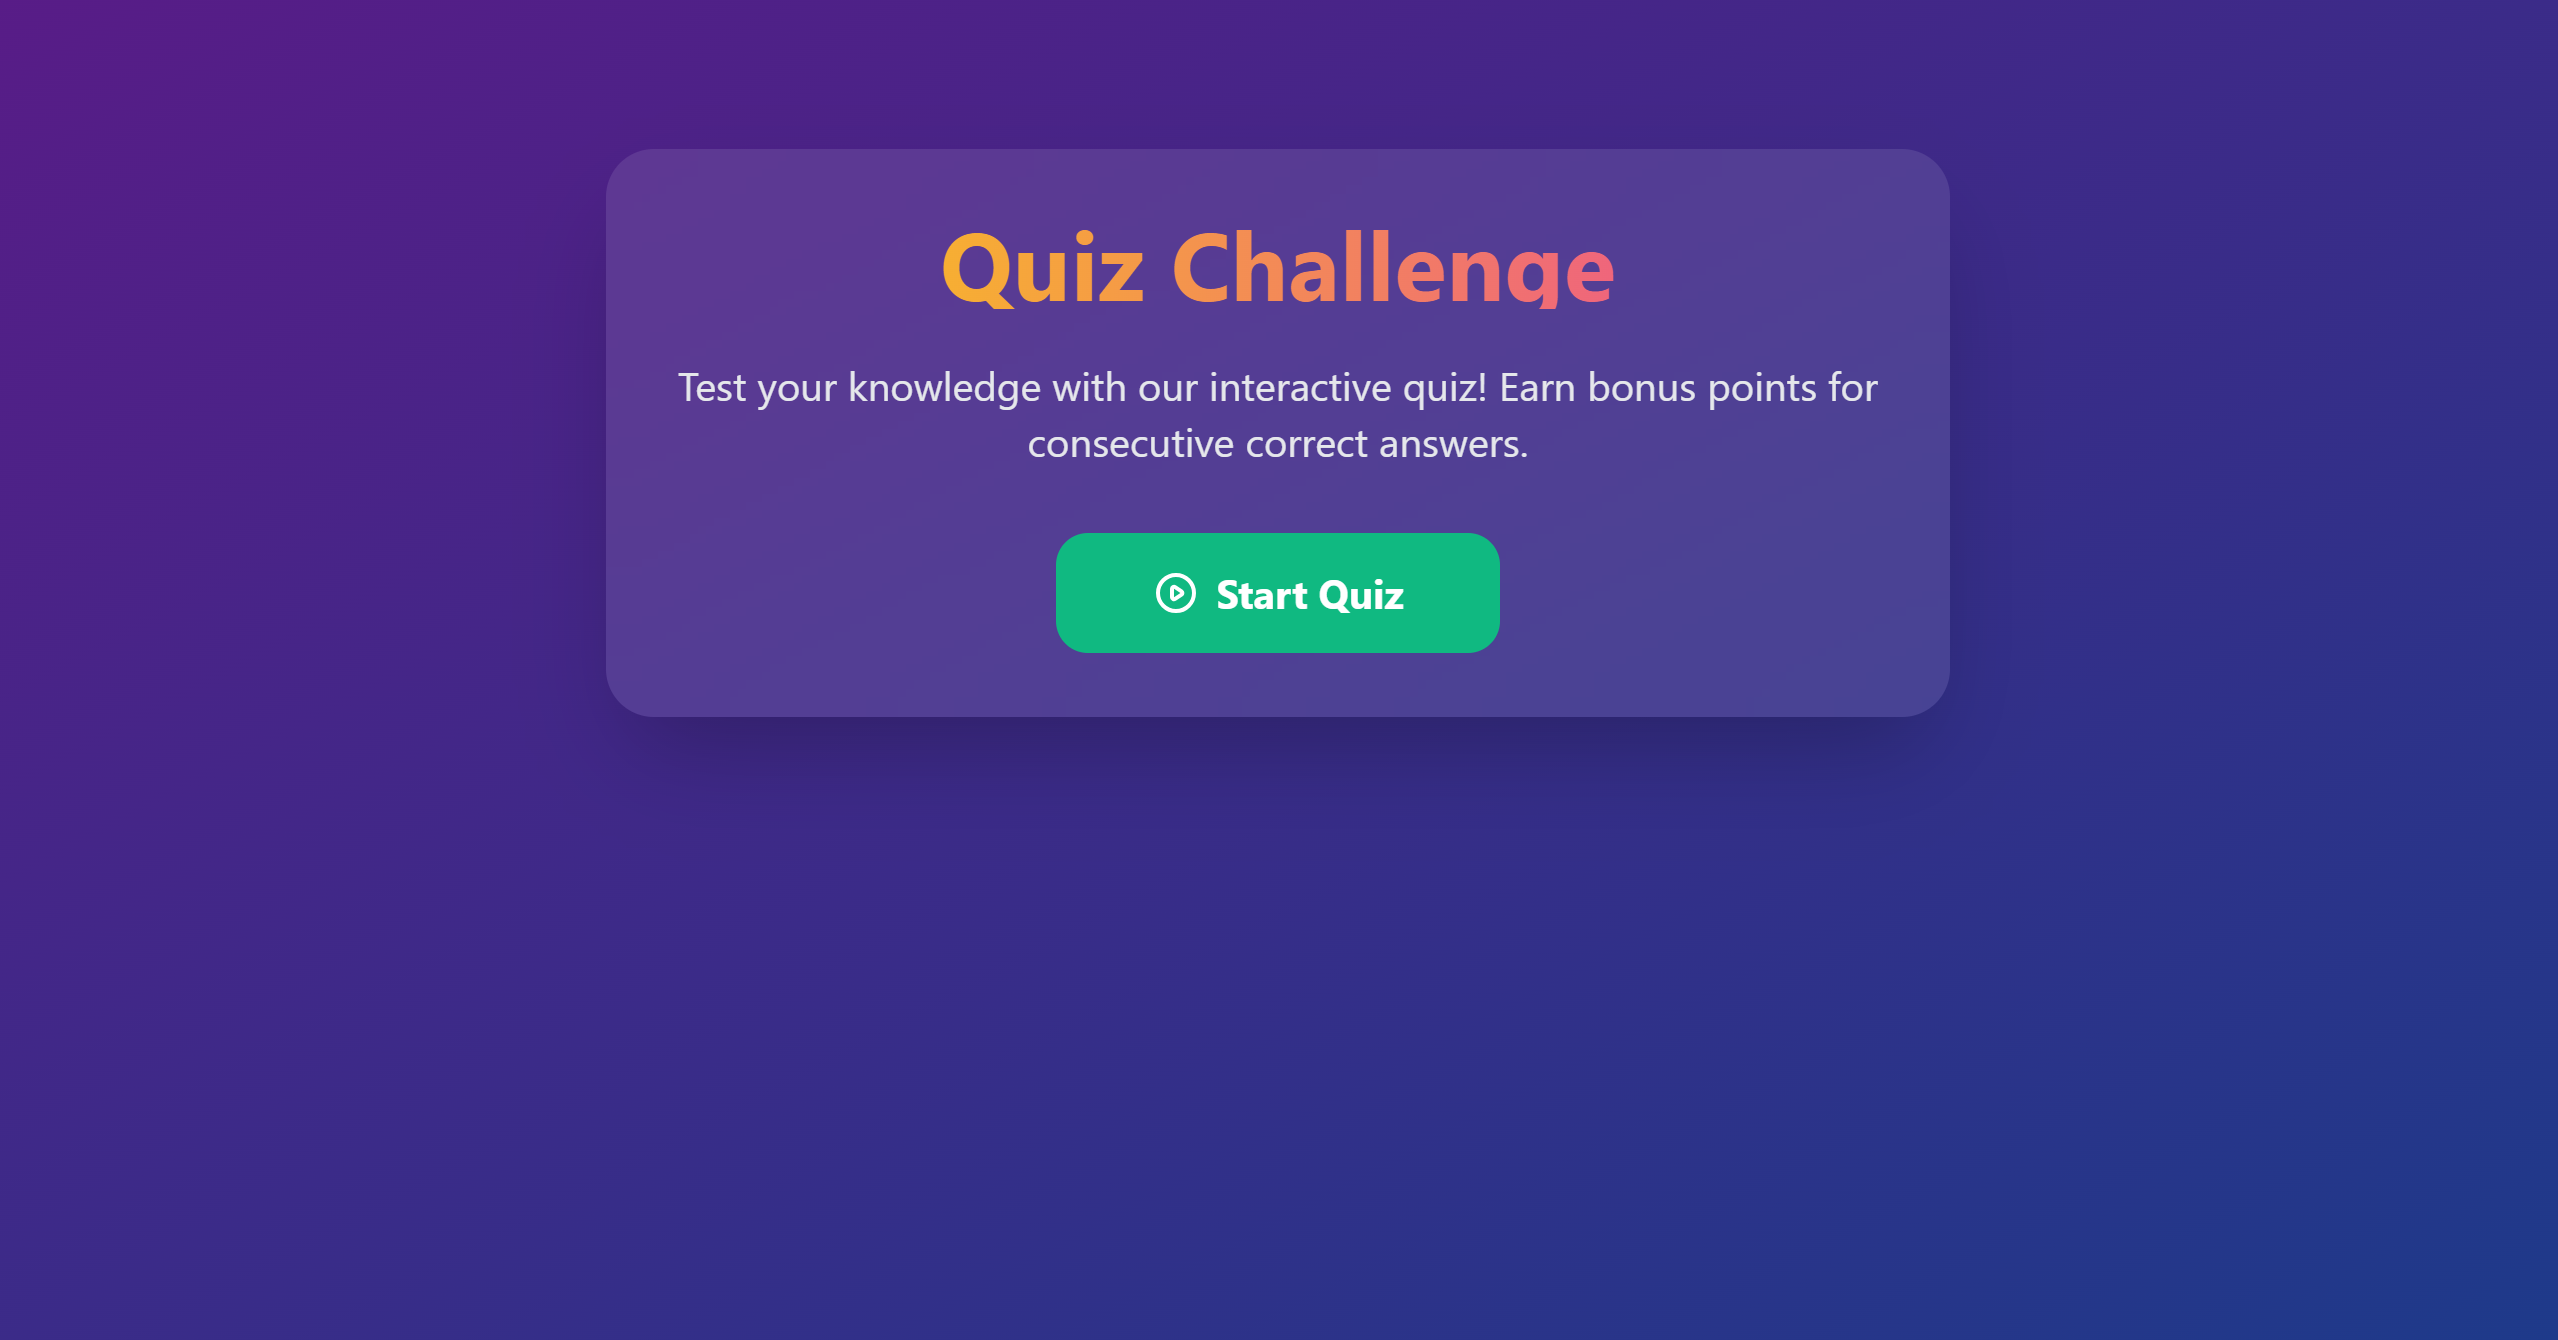 Quiz Challenge
Test your knowledge with our interactive quiz! Earn bonus points for
consecutive correct answers.
Start Quiz